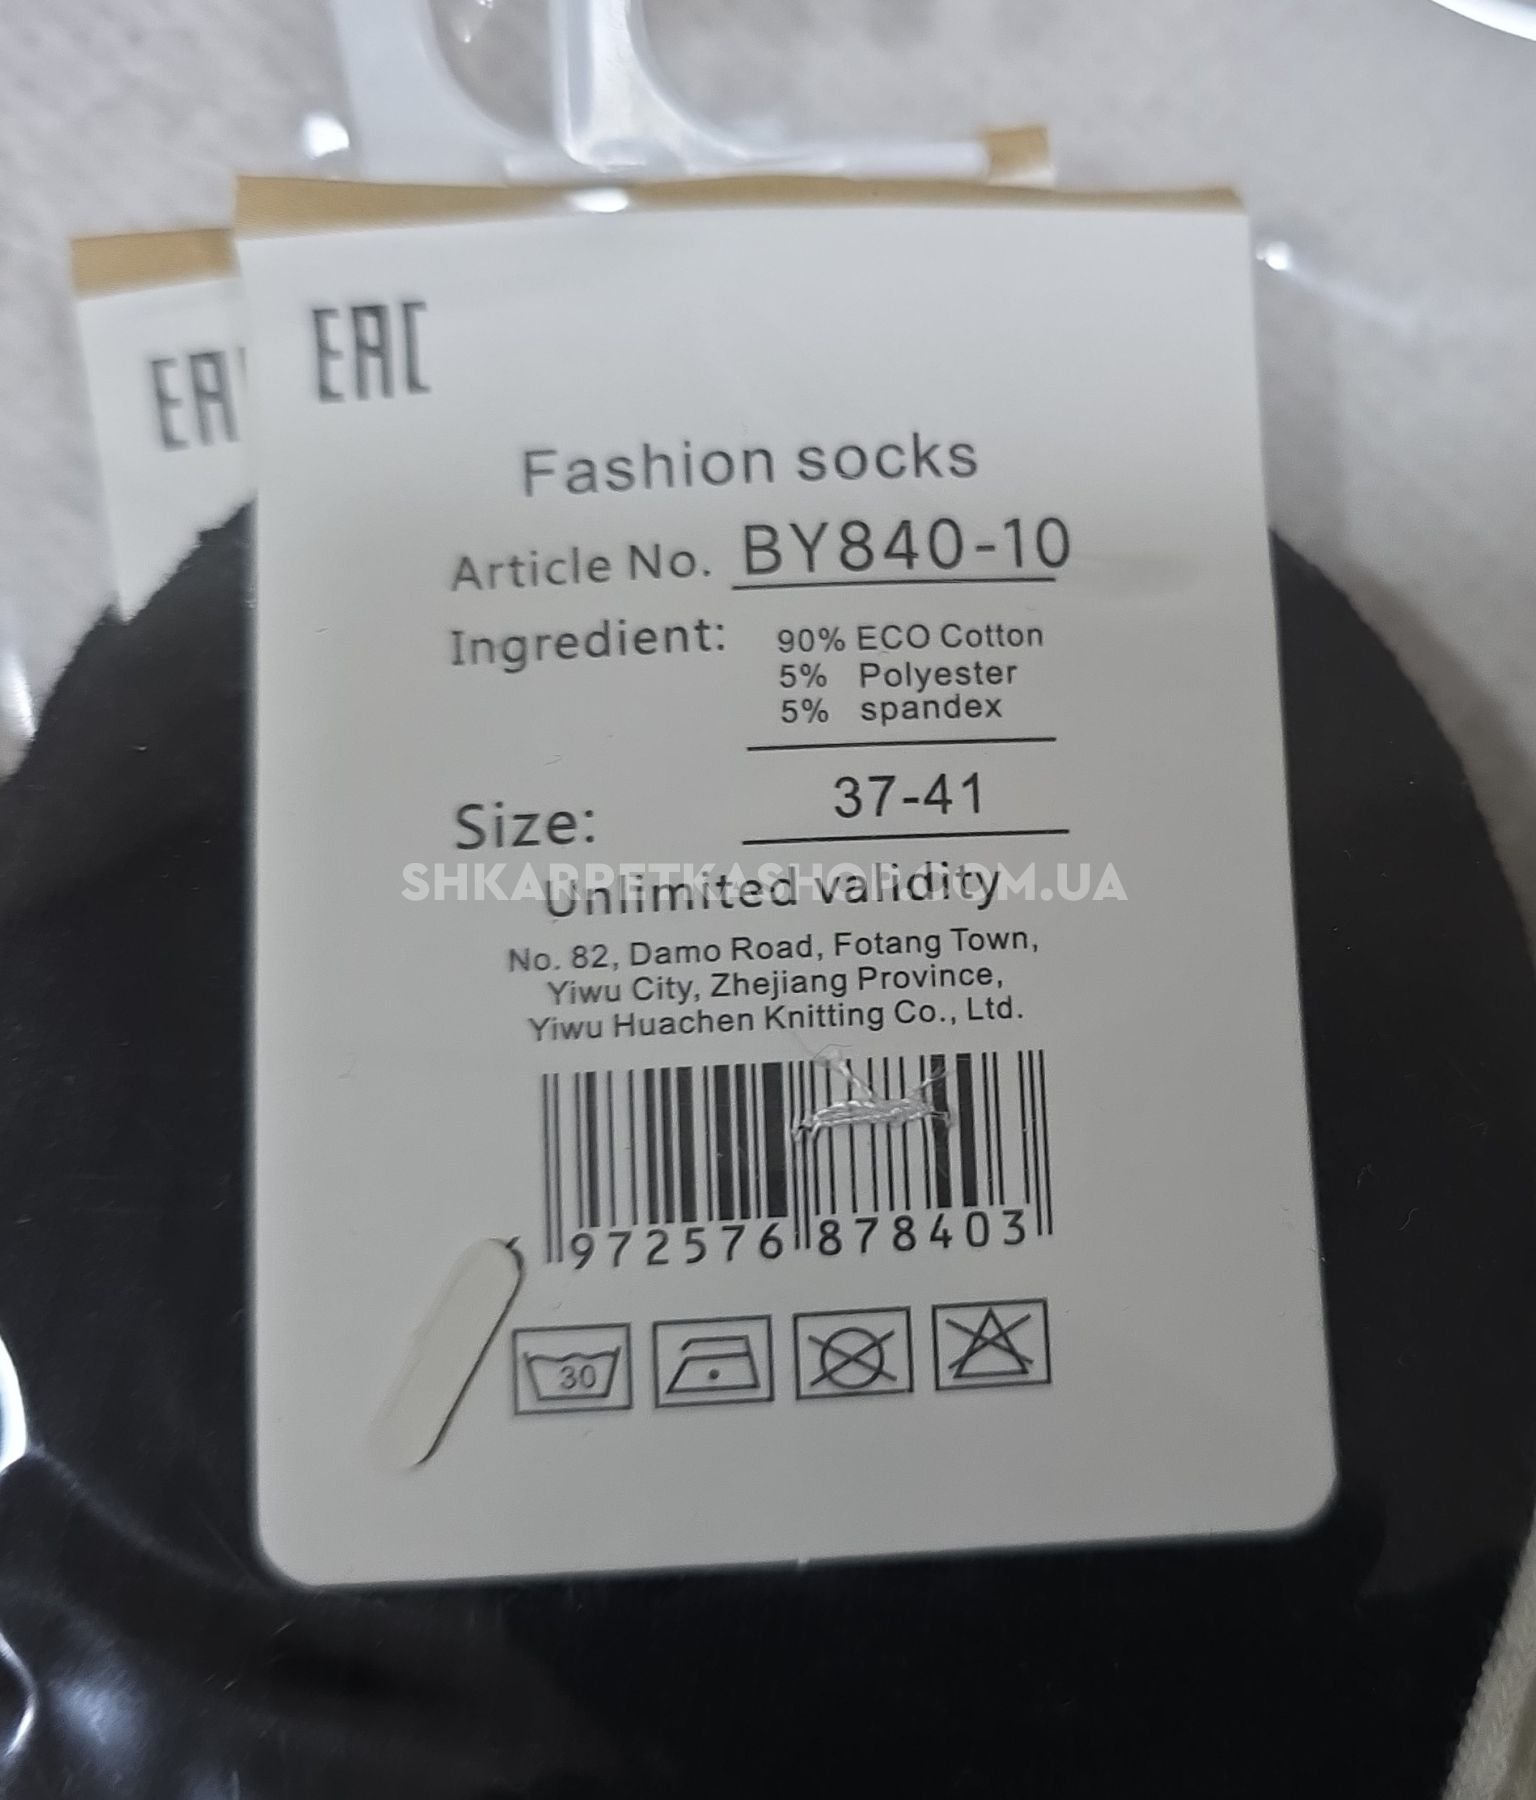 EAC
EA
Fashion socks
Article No. BY840-10
Ingredient: 90% ECO Cotton
5% Polyester
5% spandex
Size: 37-41
SHKARPETKASHOP.COM.UA
Unlimited validity
No. 82, Damo Road, Fotang Town,
Yiwu City, Zhejiang Province,
Yiwu Huachen Knitting Co., Ltd.
972576 878403
30